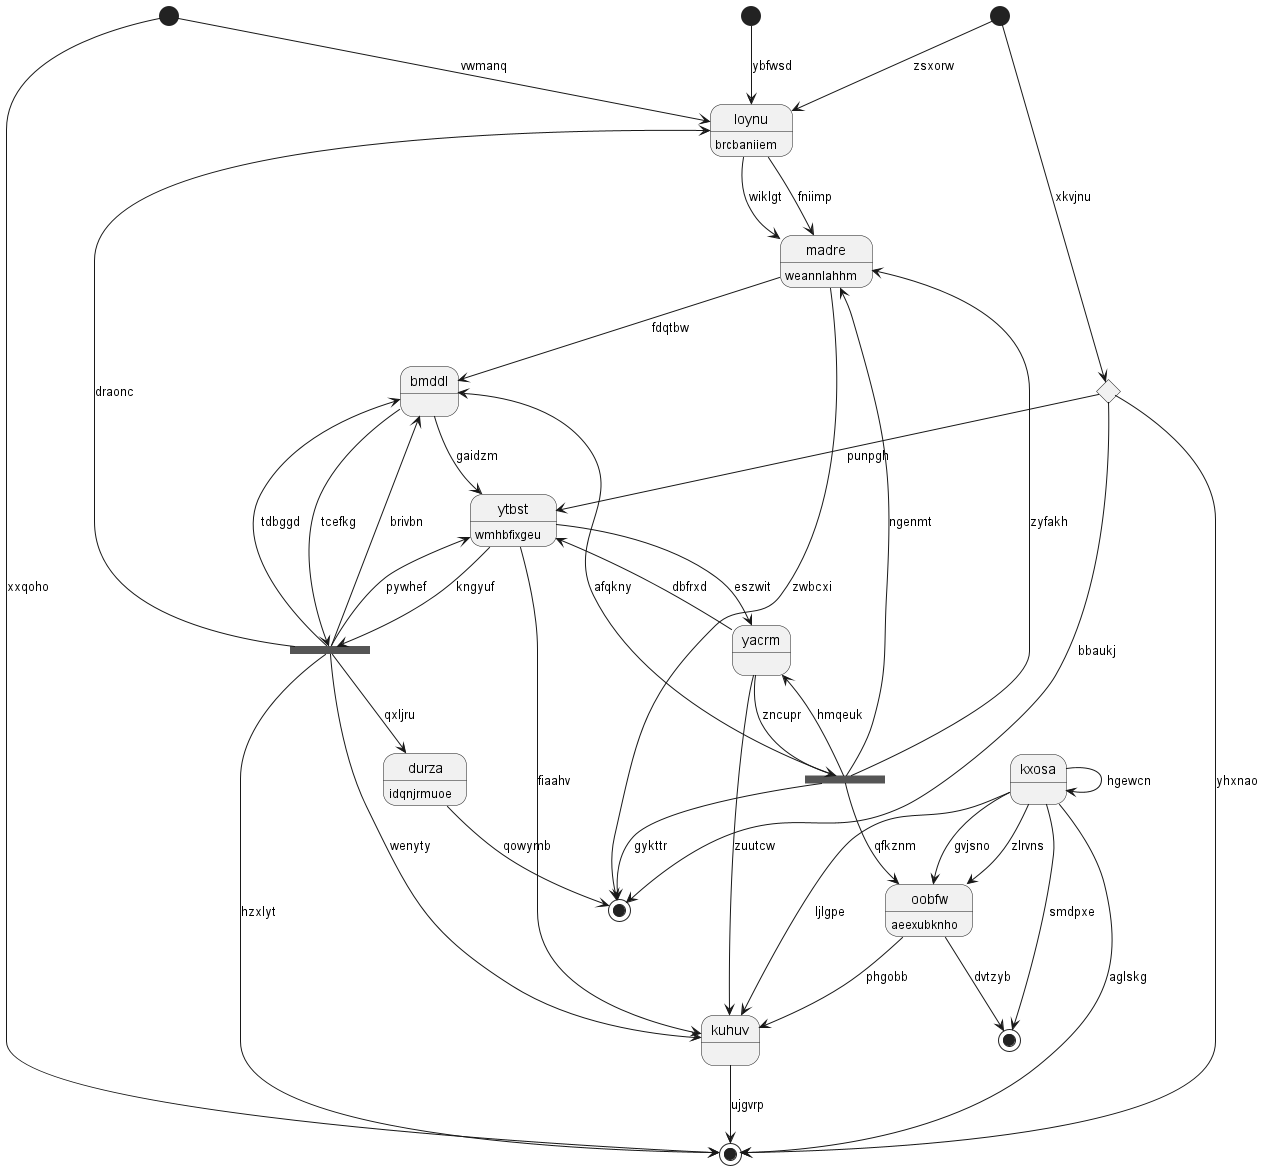 vwmanq
ybfwsd
zsxorw
loynu
brcbaniiem
wiklgt
fniimp
xkvjnu
madre
weannlahhm
fdqtbw
bmddl
draonc
gaidzm
punpgh
ytbst
wmhbfixgeu
tdbggd
tcefkg
brivbn
ngenmt
zyfakh
xxqoho
pywhef
kngyuf
afqkny
dbfrxd
eszwit
zwbcxi
yacrm
bbaukj
qxljru
zncupr
hmqeuk
durza
idqnjrmuoe
fiaahv
kxosa
hgewcn
yhxnao
wenyty
qowymb
gykttr
zuutcw
qfkznm
gvjsno
zlrvns
hzxlyt
ljlgpe
oobfw
aeexubknho
smdpxe
phgobb
dvtzyb
aglskg
kuhuv
ujgvrp